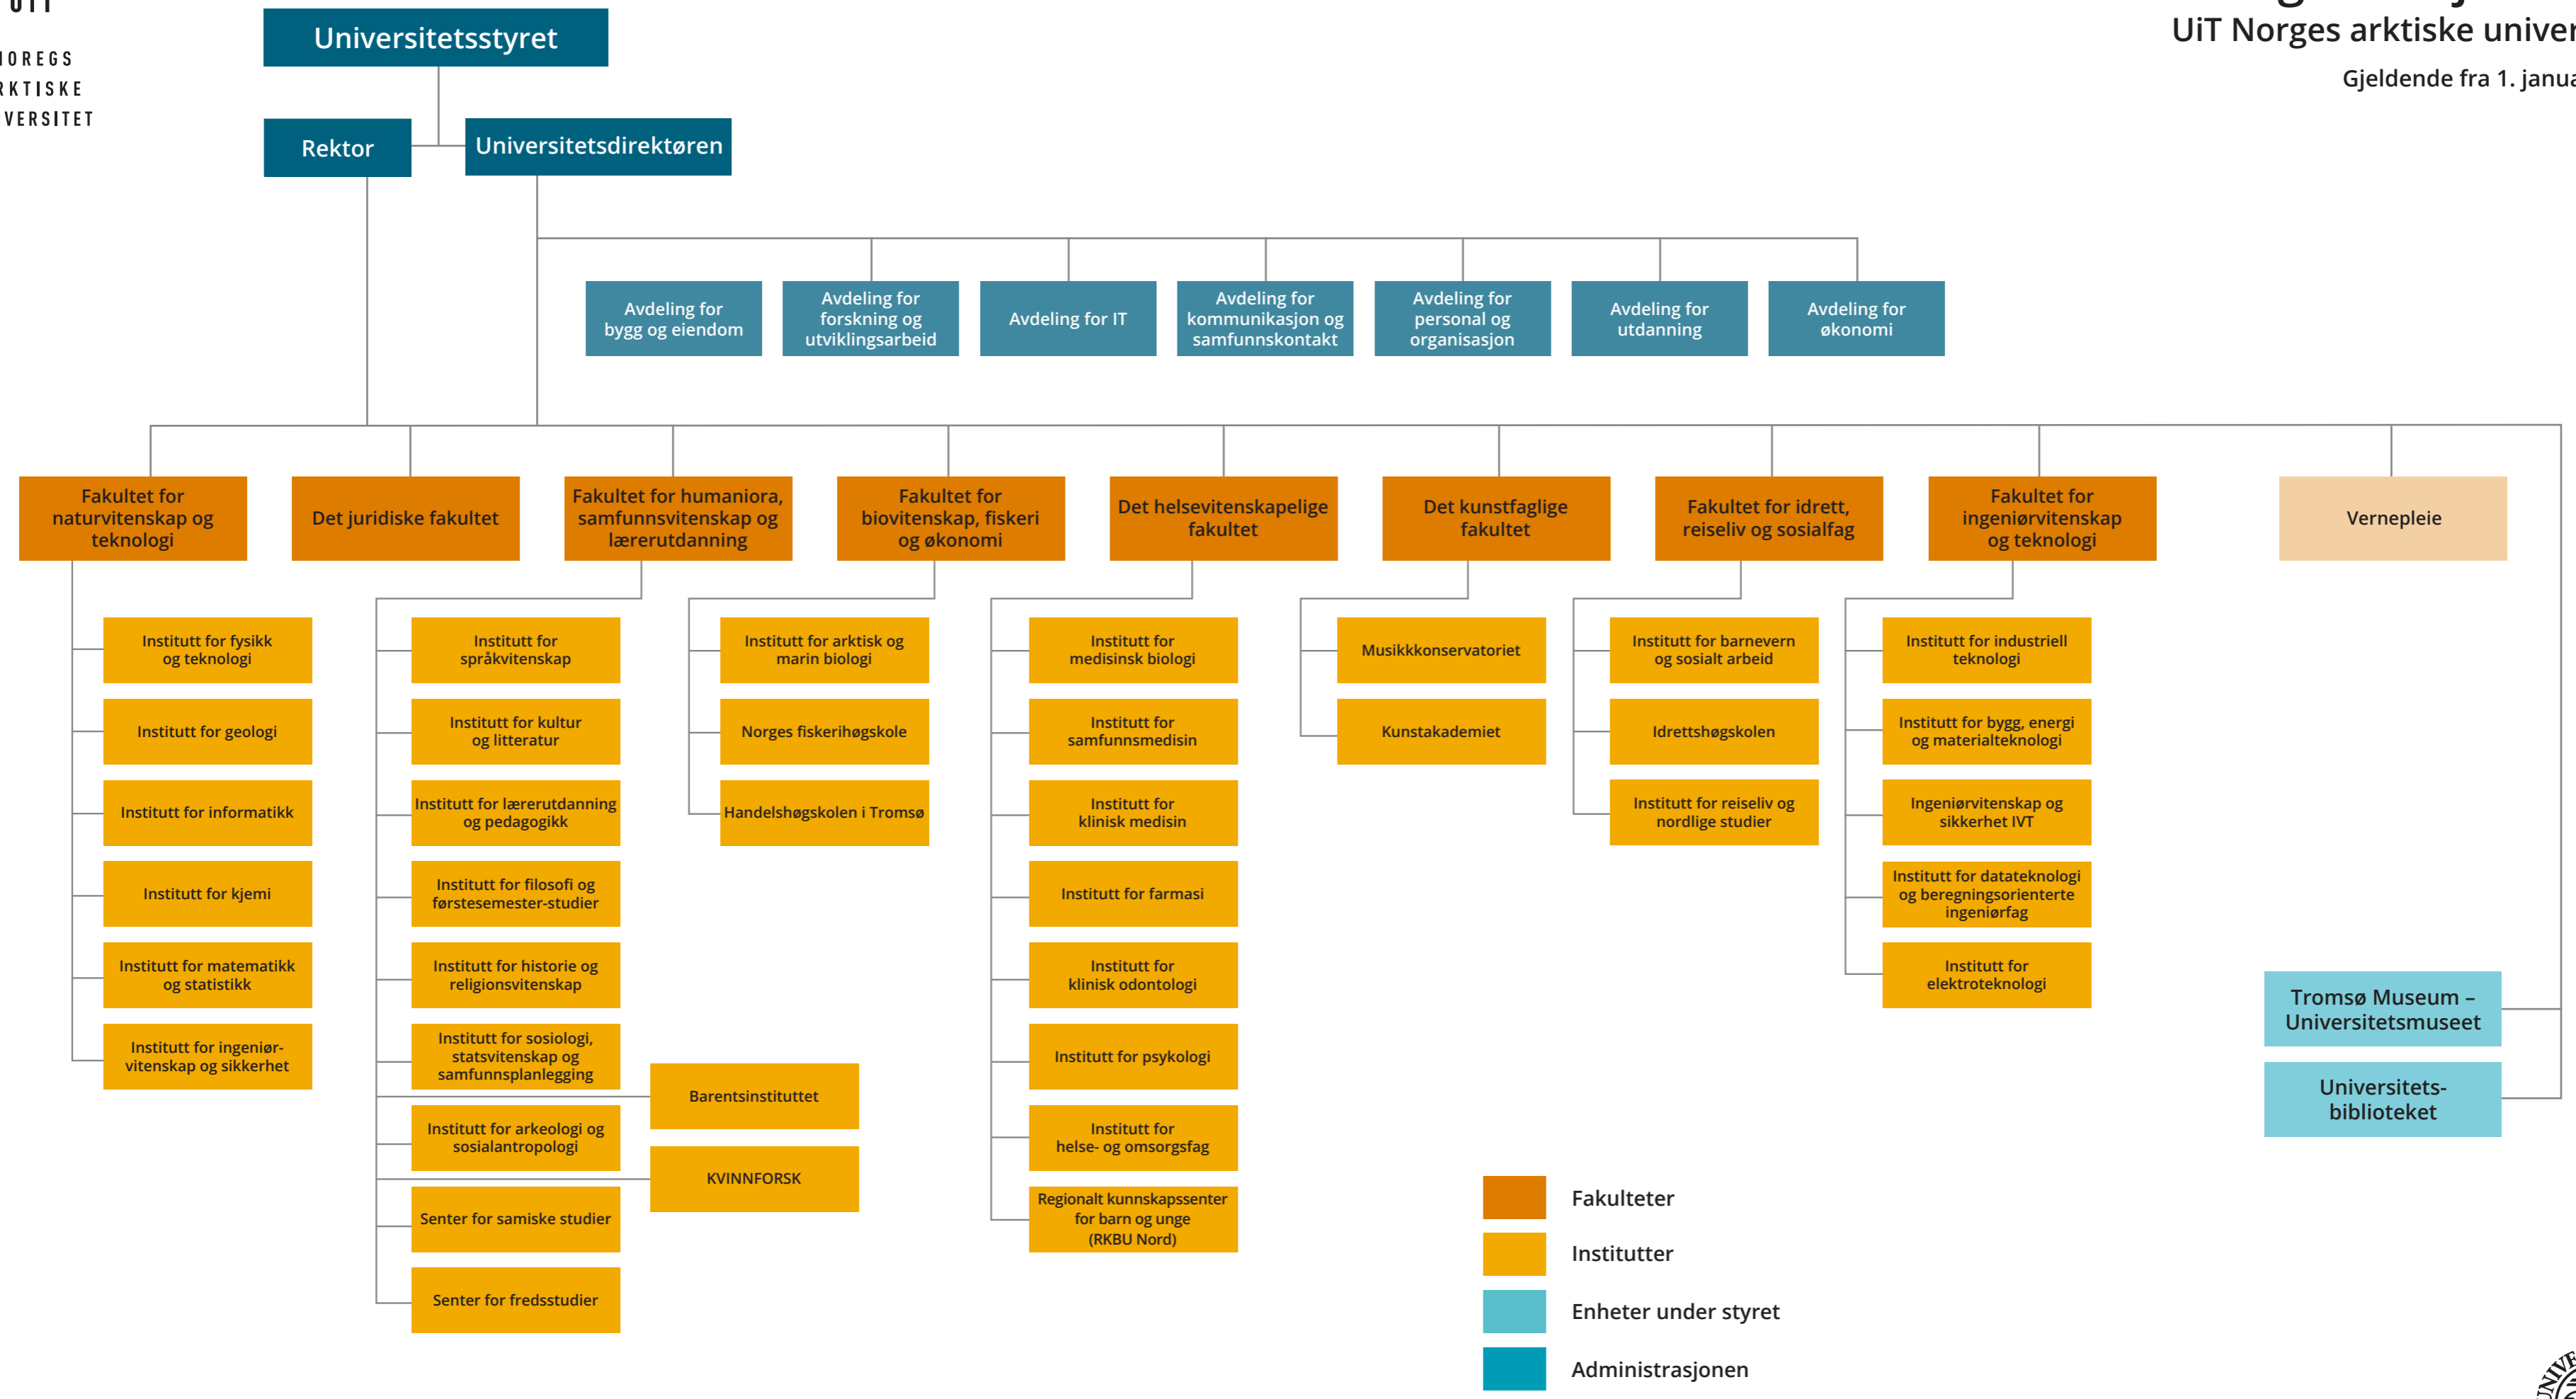 UiT
NOREGS
ARKTISKE
UNIVERSITET
UiT Norges arktiske univer
Gjeldende fra 1. janua
Universitetsstyret
Rektor
Universitetsdirektøren
Avdeling for
bygg og eiendom
Avdeling for
forskning og
utviklingsarbeid
Avdeling for IT
Avdeling for
kommunikasjon og
samfunnskontakt
Avdeling for
personal og
organisasjon
Avdeling for
utdanning
Avdeling for
økonomi
Fakultet for
naturvitenskap og
teknologi
Det juridiske fakultet
Fakultet for humaniora,
samfunnsvitenskap og
lærerutdanning
Fakultet for
biovitenskap, fiskeri
og økonomi
Det helsevitenskapelige
fakultet
Det kunstfaglige
fakultet
Fakultet for idrett,
reiseliv og sosialfag
Fakultet for
ingeniørvitenskap
og teknologi
Vernepleie
Institutt for fysikk
og teknologi
Institutt for geologi
Institutt for informatikk
Institutt for kjemi
Institutt for matematikk
og statistikk
Institutt for ingeniør-
vitenskap og sikkerhet
Institutt for
språkvitenskap
Institutt for kultur
og litteratur
Institutt for lærerutdanning
og pedagogikk
Institutt for filosofi og
førstesemester-studier
Institutt for historie og
religionsvitenskap
Institutt for sosiologi,
statsvitenskap og
samfunnsplanlegging
Barentsinstituttet
Institutt for arkeologi og
sosialantropologi
KVINNFORSK
Senter for samiske studier
Senter for fredsstudier
Institutt for arktisk og
marin biologi
Norges fiskerihøgskole
Handelshøgskolen i Tromsø
Institutt for
medisinsk biologi
Institutt for
samfunnsmedisin
Institutt for
klinisk medisin
Institutt for farmasi
Institutt for
klinisk odontologi
Institutt for psykologi
Institutt for
helse- og omsorgsfag
Regionalt kunnskapssenter
for barn og unge
(RKBU Nord)
Musikkkonservatoriet
Kunstakademiet
Institutt for barnevern
og sosialt arbeid
Idrettshøgskolen
Institutt for reiseliv og
nordlige studier
Institutt for industriell
teknologi
Institutt for bygg, energi
og materialteknologi
Ingeniørvitenskap og
sikkerhet IVT
Institutt for datateknologi
og beregningsorienterte
ingeniørfag
Institutt for
elektroteknologi
Tromsø Museum –
Universitetsmuseet
Universitets-
biblioteket
Fakulteter
Institutter
Enheter under styret
Administrasjonen